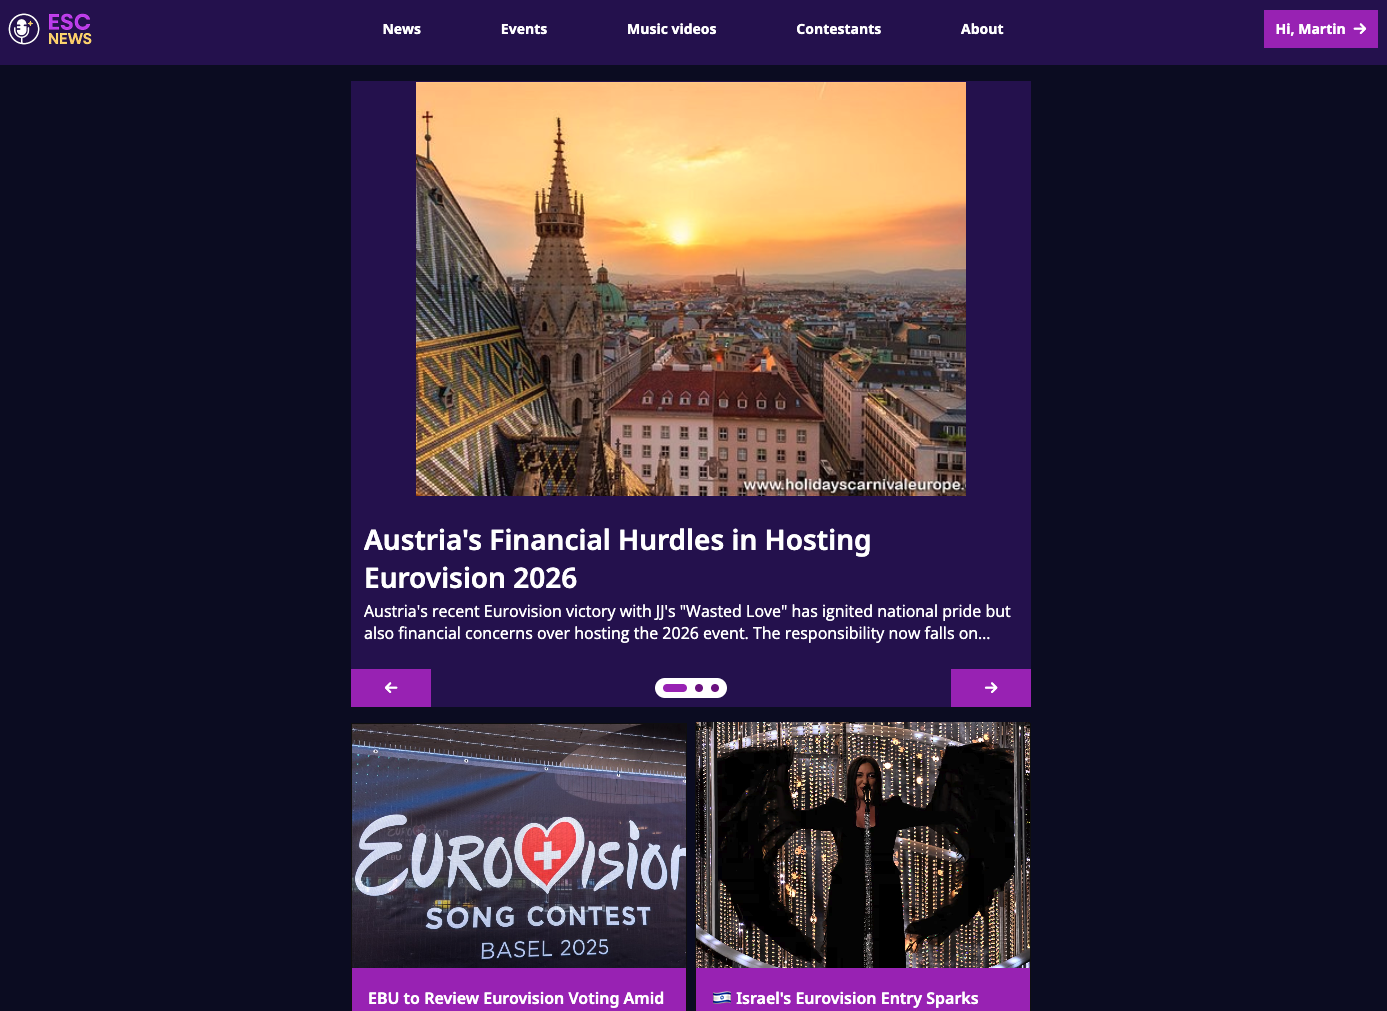 ESC
NEWS
News
Events
Music videos
Contestants
About
Hi, Martin
www.holidayscarnivaleurope.
Austria's Financial Hurdles in Hosting
Eurovision 2026
Austria's recent Eurovision victory with JJ's "Wasted Love" has ignited national pride but
also financial concerns over hosting the 2026 event. The responsibility now falls on...
EUROVISION
SONG CONTEST
BASEL 2025
EBU to Review Eurovision Voting Amid
Israel's Eurovision Entry Sparks